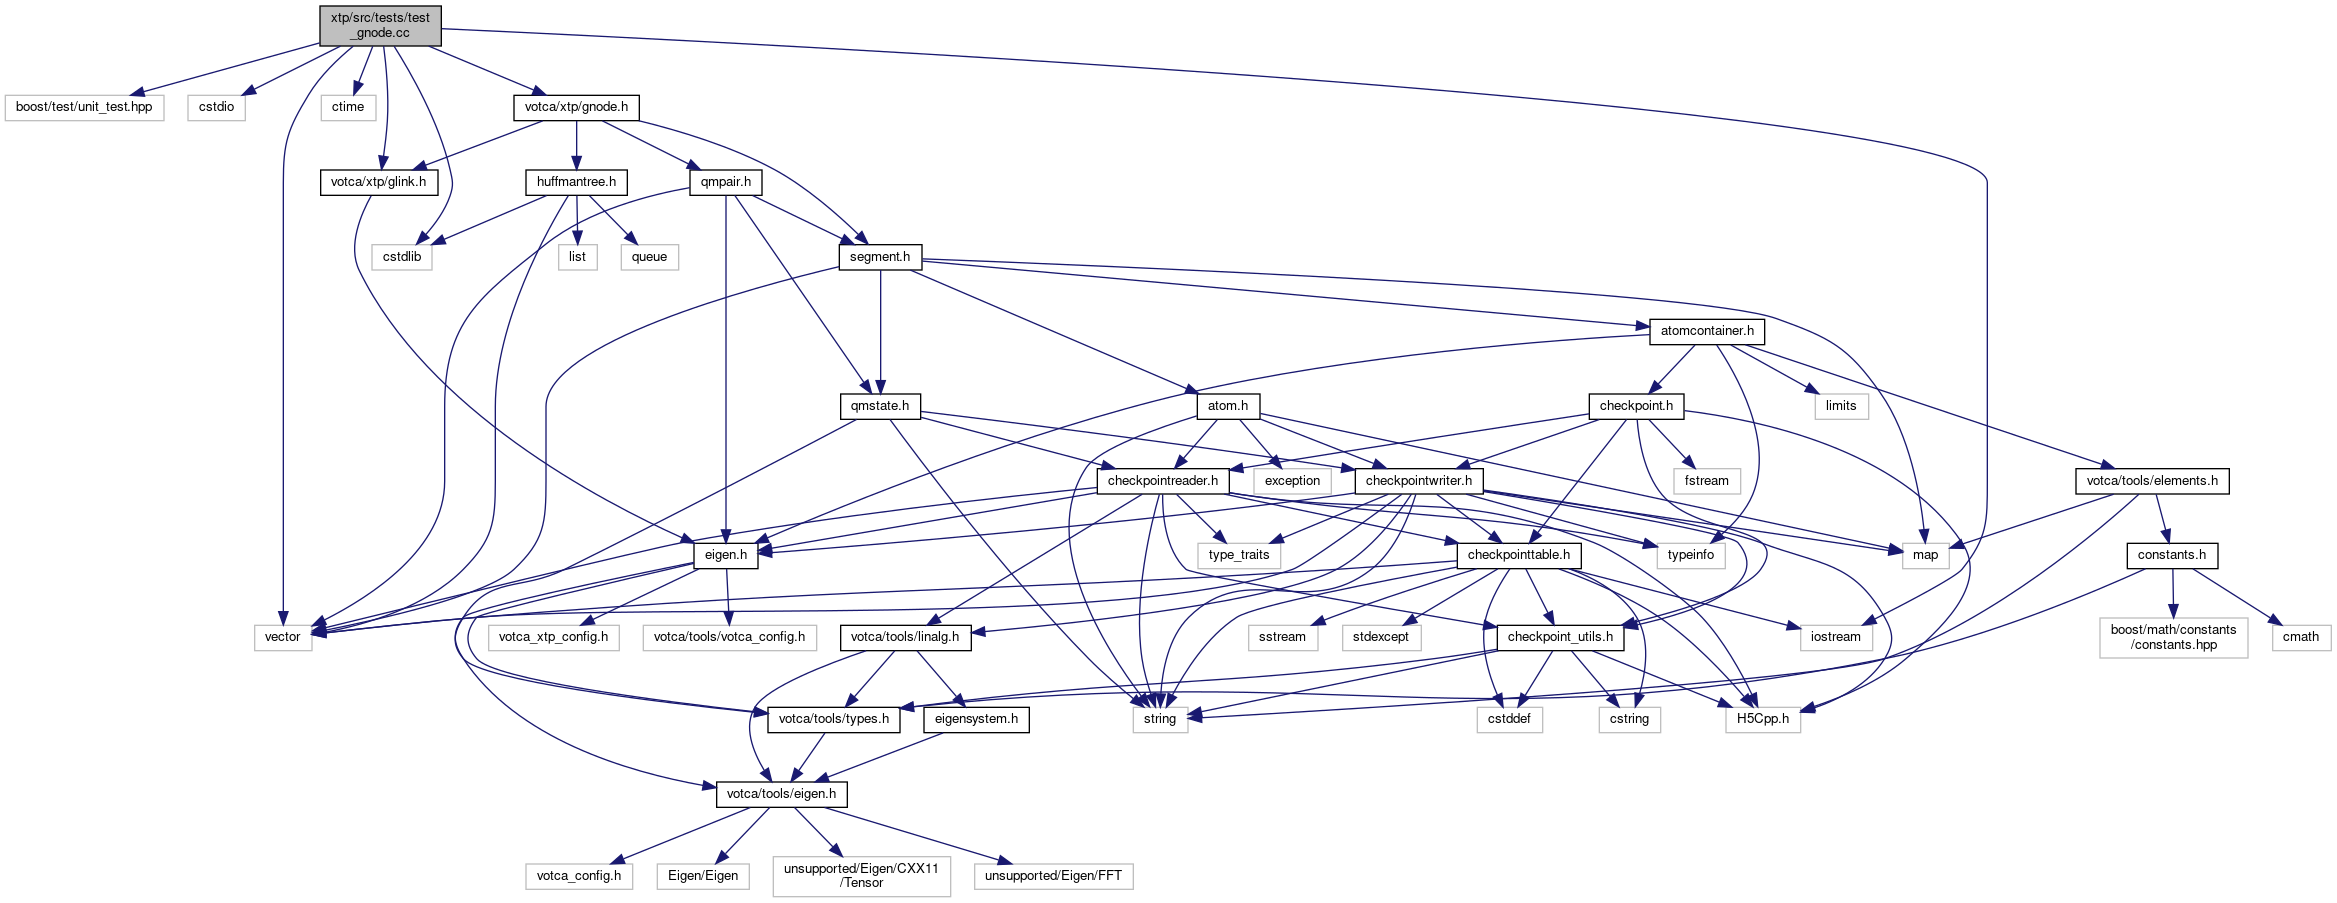 xtp/src/tests/test
_gnode.cc
boost/test/unit_test.hpp
cstdio
ctime
votca/xtp/gnode.h
votca/xtp/glink.h
huffmantree.h
qmpair.h
cstdlib
list
queue
segment.h
atomcontainer.h
qmstate.h
atom.h
checkpoint.h
limits
checkpointreader.h
exception
checkpointwriter.h
fstream
votca/tools/elements.h
eigen.h
type_traits
checkpointtable.h
typeinfo
map
constants.h
vector
votca_xtp_config.h
votca/tools/votca_config.h
votca/tools/linalg.h
sstream
stdexcept
checkpoint_utils.h
iostream
boost/math/constants
/constants.hpp
cmath
votca/tools/types.h
eigensystem.h
string
cstddef
cstring
H5Cpp.h
votca/tools/eigen.h
votca_config.h
Eigen/Eigen
unsupported/Eigen/CXX11
/Tensor
unsupported/Eigen/FFT